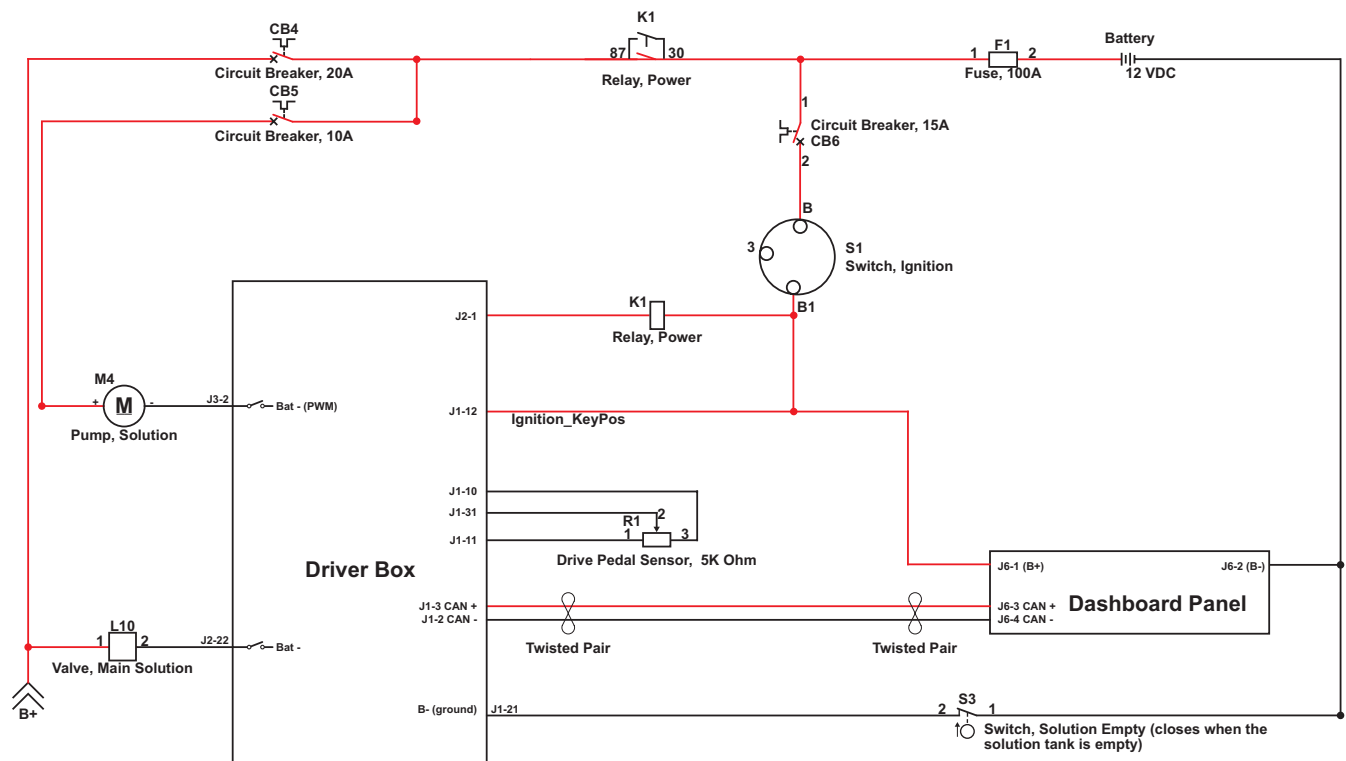 CB4
Circuit Breaker, 20A
CB5
Circuit Breaker, 10A
K1
87 30
Relay, Power
1 F1 2
Fuse, 100A
Battery
12 VDC
1
Circuit Breaker, 15A
CB6
2
B
3
S1
Switch, Ignition
B1
K1
Relay, Power
J2-1
M4
+ M -
J3-2
Bat - (PWM)
Pump, Solution
J1-12
Ignition_KeyPos
J1-10
J1-31
J1-11
R1
1 2 3
Drive Pedal Sensor, 5K Ohm
Driver Box
J1-3 CAN +
J1-2 CAN -
Twisted Pair
Twisted Pair
J6-1 (B+)
J6-2 (B-)
J6-3 CAN +
J6-4 CAN -
Dashboard Panel
L10
1 2
J2-22
Bat -
Valve, Main Solution
B+
B- (ground)
J1-21
2 S3 1
Switch, Solution Empty (closes when the
solution tank is empty)